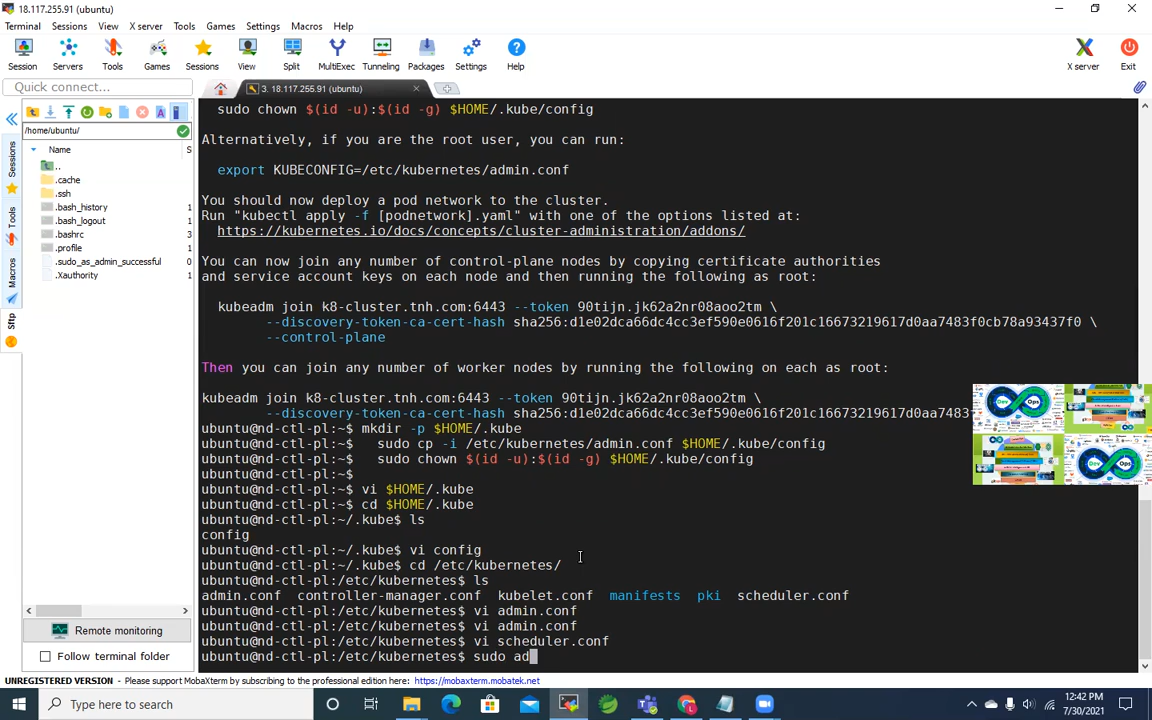 18.117.255.91 (ubuntu)
Terminal Sessions View X server Tools Games Settings Macros Help
Session Servers Tools Games Sessions View Split MultiExec Tunneling Packages Settings Help X server Exit
Quick connect...
3. 18.117.255.91 (ubuntu)
/home/ubuntu/
Name S
..
.cache
.ssh
.bash_history 1
.bash_logout 1
.bashrc 3
.profile 1
.sudo_as_admin_successful 0
.Xauthority 1
Sessions
Tools
Macros
Sftp
Remote monitoring
Follow terminal folder
sudo chown $(id -u):$(id -g) $HOME/.kube/config
Alternatively, if you are the root user, you can run:
export KUBECONFIG=/etc/kubernetes/admin.conf
You should now deploy a pod network to the cluster.
Run "kubectl apply -f [podnetwork].yaml" with one of the options listed at:
https://kubernetes.io/docs/concepts/cluster-administration/addons/
You can now join any number of control-plane nodes by copying certificate authorities
and service account keys on each node and then running the following as root:
kubeadm join k8-cluster.tnh.com:6443 --token 90tijn.jk62a2nr08aoo2tm \
--discovery-token-ca-cert-hash sha256:d1e02dca66dc4cc3ef590e0616f201c16673219617d0aa7483f0cb78a93437f0 \
--control-plane
Then you can join any number of worker nodes by running the following on each as root:
kubeadm join k8-cluster.tnh.com:6443 --token 90tijn.jk62a2nr08aoo2tm \
--discovery-token-ca-cert-hash sha256:d1e02dca66dc4cc3ef590e0616f201c16673219617d0aa7483
ubuntu@nd-ctl-pl:~$ mkdir -p $HOME/.kube
ubuntu@nd-ctl-pl:~$ sudo cp -i /etc/kubernetes/admin.conf $HOME/.kube/config
ubuntu@nd-ctl-pl:~$ sudo chown $(id -u):$(id -g) $HOME/.kube/config
ubuntu@nd-ctl-pl:~$
ubuntu@nd-ctl-pl:~$ vi $HOME/.kube
ubuntu@nd-ctl-pl:~$ cd $HOME/.kube
ubuntu@nd-ctl-pl:~/.kube$ ls
config
ubuntu@nd-ctl-pl:~/.kube$ vi config
ubuntu@nd-ctl-pl:~/.kube$ cd /etc/kubernetes/
ubuntu@nd-ctl-pl:/etc/kubernetes$ ls
admin.conf controller-manager.conf kubelet.conf manifests pki scheduler.conf
ubuntu@nd-ctl-pl:/etc/kubernetes$ vi admin.conf
ubuntu@nd-ctl-pl:/etc/kubernetes$ vi admin.conf
ubuntu@nd-ctl-pl:/etc/kubernetes$ vi scheduler.conf
ubuntu@nd-ctl-pl:/etc/kubernetes$ sudo ad
UNREGISTERED VERSION - Please support MobaXterm by subscribing to the professional edition here: https://mobaxterm.mobatek.net
Type here to search
12:42 PM
7/30/2021